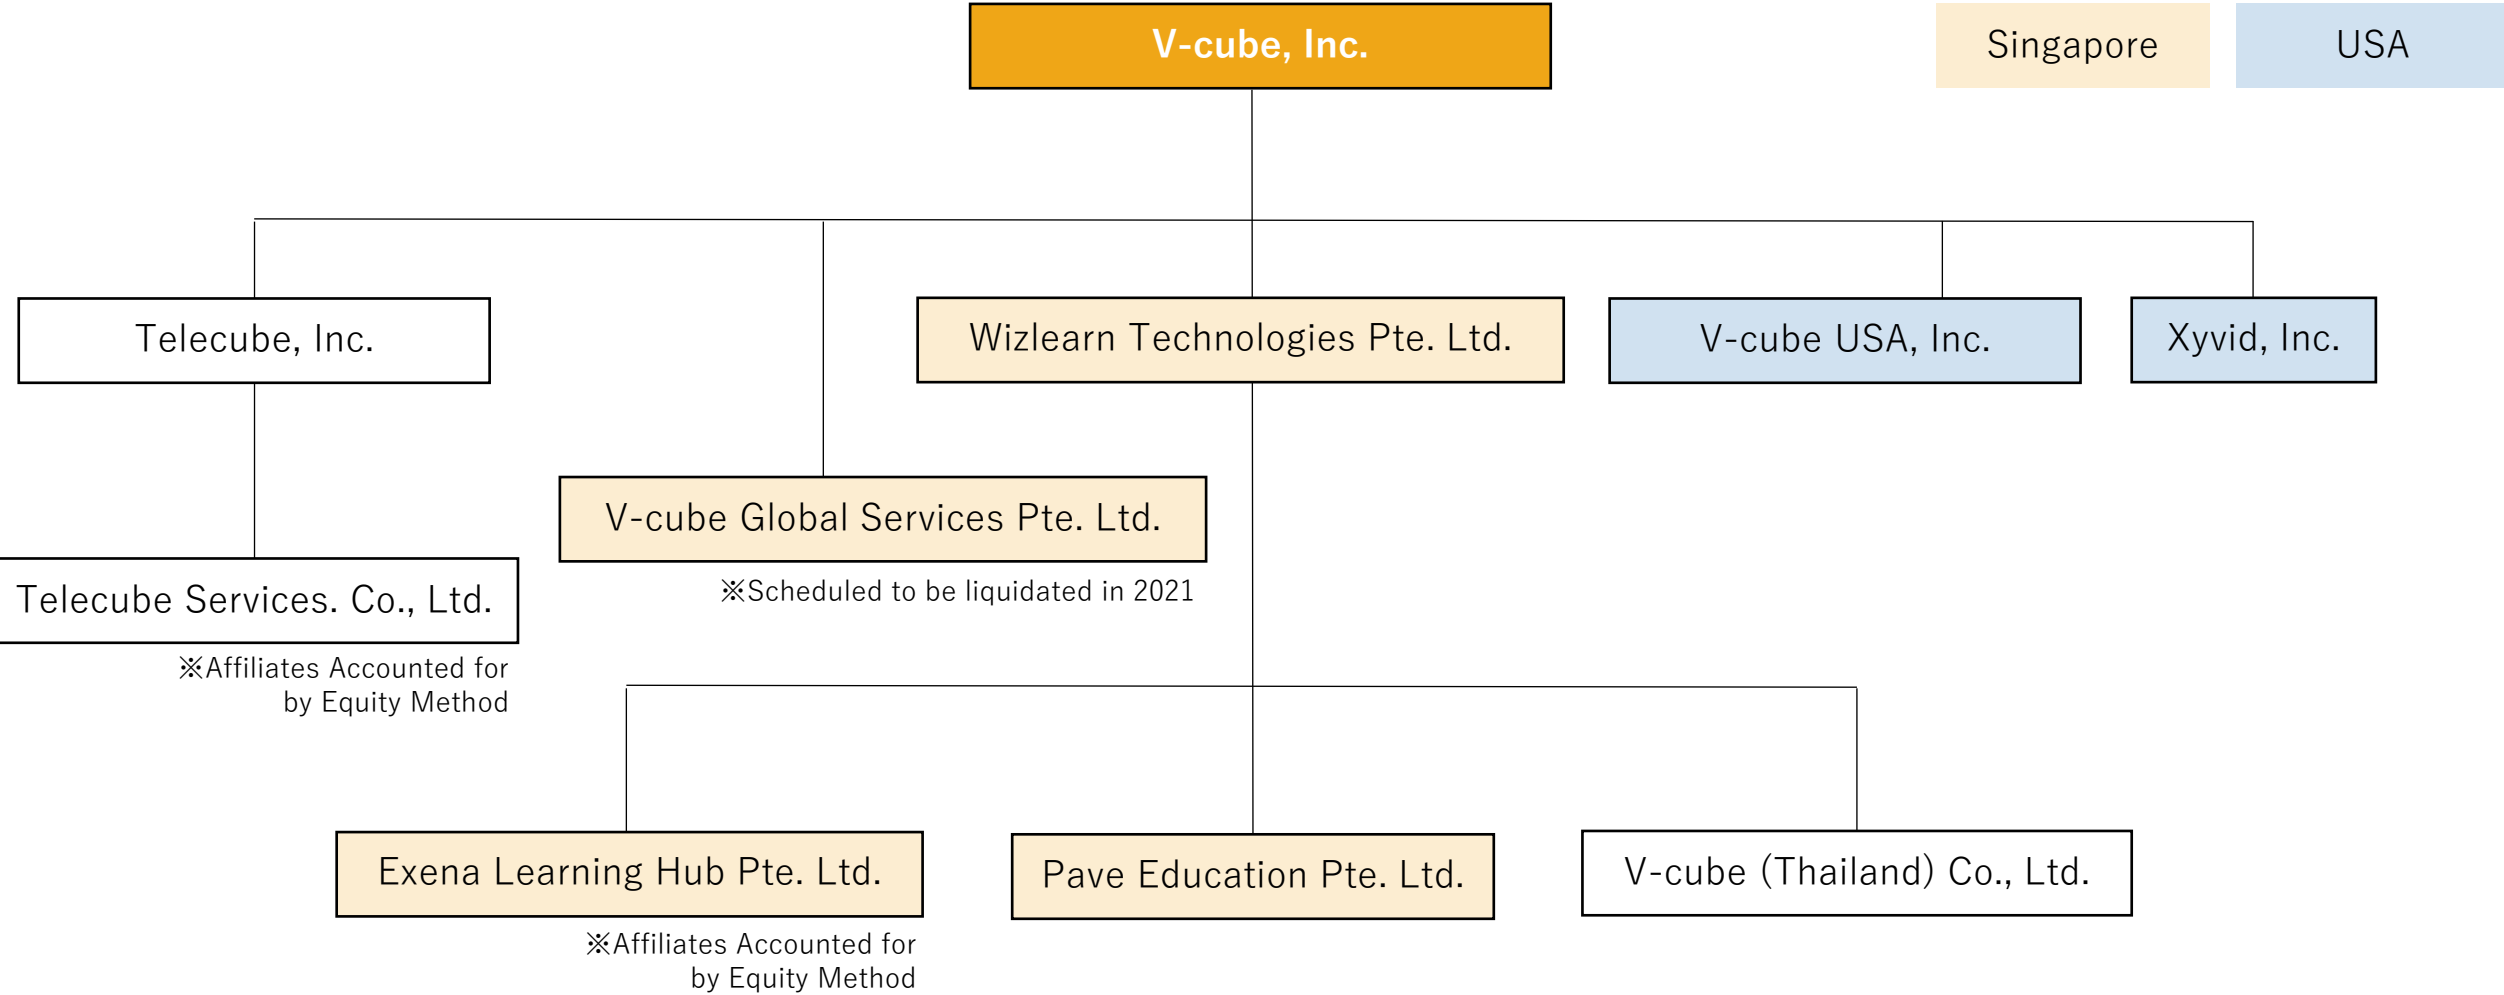 V-cube, Inc.
Singapore
USA
Telecube, Inc.
Wizlearn Technologies Pte. Ltd.
V-cube USA, Inc.
Xyvid, Inc.
V-cube Global Services Pte. Ltd.
※Scheduled to be liquidated in 2021
Telecube Services. Co., Ltd.
※Affiliates Accounted for
by Equity Method
Exena Learning Hub Pte. Ltd.
Pave Education Pte. Ltd.
V-cube (Thailand) Co., Ltd.
※Affiliates Accounted for
by Equity Method